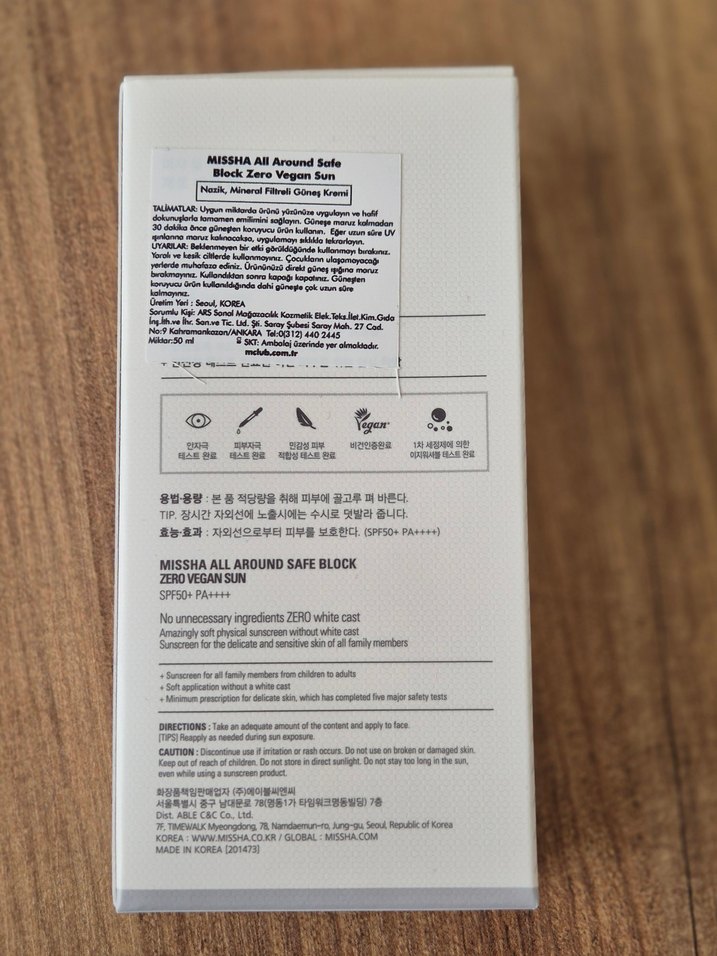 MISSHA All Around Safe
Block Zero Vegan Sun
Nazik, Mineral Filtreli Güneş Kremi
TALİMATLAR: Uygun miktarda ürünü yüzünüze uygulayın ve hafif
dokunuşlarla tamamen emilimini sağlayın. Güneşe maruz kalmadan
30 dakika önce güneşten koruyucu ürün kullanın. Eğer uzun süre UV
ışınlarına maruz kalınacaksa, uygulamayı sıklıkla tekrarlayın.
UYARILAR: Beklenmeyen bir etki görüldüğünde kullanmayı bırakınız.
Yaralı ve kesik ciltlerde kullanmayınız. Çocukların ulaşamayacağı
yerlerde muhafaza ediniz. Ürününüzü direkt güneş ışığına maruz
bırakmayınız. Kullandıktan sonra kapağı kapatınız. Güneşten
koruyucu ürün kullanıldığında dahi güneşte çok uzun süre
kalmayınız.
Üretim Yeri : Seoul, KOREA
Sorumlu Kişi: ARS Sanal Mağazacılık Kozmetik Elek.Teks.İlet.Kim.Gıda
İnş.İth.ve İhr. San.ve Tic. Ltd. Şti. Saray Şubesi Saray Mah. 27 Cad.
No:9 Kahramankazan/ANKARA Tel:0(312) 440 2445
Miktar:50 ml SKT: Ambalaj üzerinde yer almaktadır.
mclub.com.tr
안자극 테스트 완료
피부자극 테스트 완료
민감성 피부 적합성 테스트 완료
Vegan
비건인증완료
1차 세정제에 의한 이지워셔블 테스트 완료
용법·용량 : 본 품 적당량을 취해 피부에 골고루 펴 바른다.
TIP. 장시간 자외선에 노출시에는 수시로 덧발라 줍니다.
효능·효과 : 자외선으로부터 피부를 보호한다. (SPF50+ PA++++)
MISSHA ALL AROUND SAFE BLOCK
ZERO VEGAN SUN
SPF50+ PA++++
No unnecessary ingredients ZERO white cast
Amazingly soft physical sunscreen without white cast
Sunscreen for the delicate and sensitive skin of all family members
+ Sunscreen for all family members from children to adults
+ Soft application without a white cast
+ Minimum prescription for delicate skin, which has completed five major safety tests
DIRECTIONS : Take an adequate amount of the content and apply to face.
[TIPS] Reapply as needed during sun exposure.
CAUTION : Discontinue use if irritation or rash occurs. Do not use on broken or damaged skin.
Keep out of reach of children. Do not store in direct sunlight. Do not stay too long in the sun,
even while using a sunscreen product.
화장품책임판매업자 (주)에이블씨엔씨
서울특별시 중구 남대문로 78(명동1가 타임워크명동빌딩) 7층
Dist. ABLE C&C Co., Ltd.
7F, TIMEWALK Myeongdong, 78, Namdaemun-ro, Jung-gu, Seoul, Republic of Korea
KOREA : WWW.MISSHA.CO.KR / GLOBAL : MISSHA.COM
MADE IN KOREA [201473]